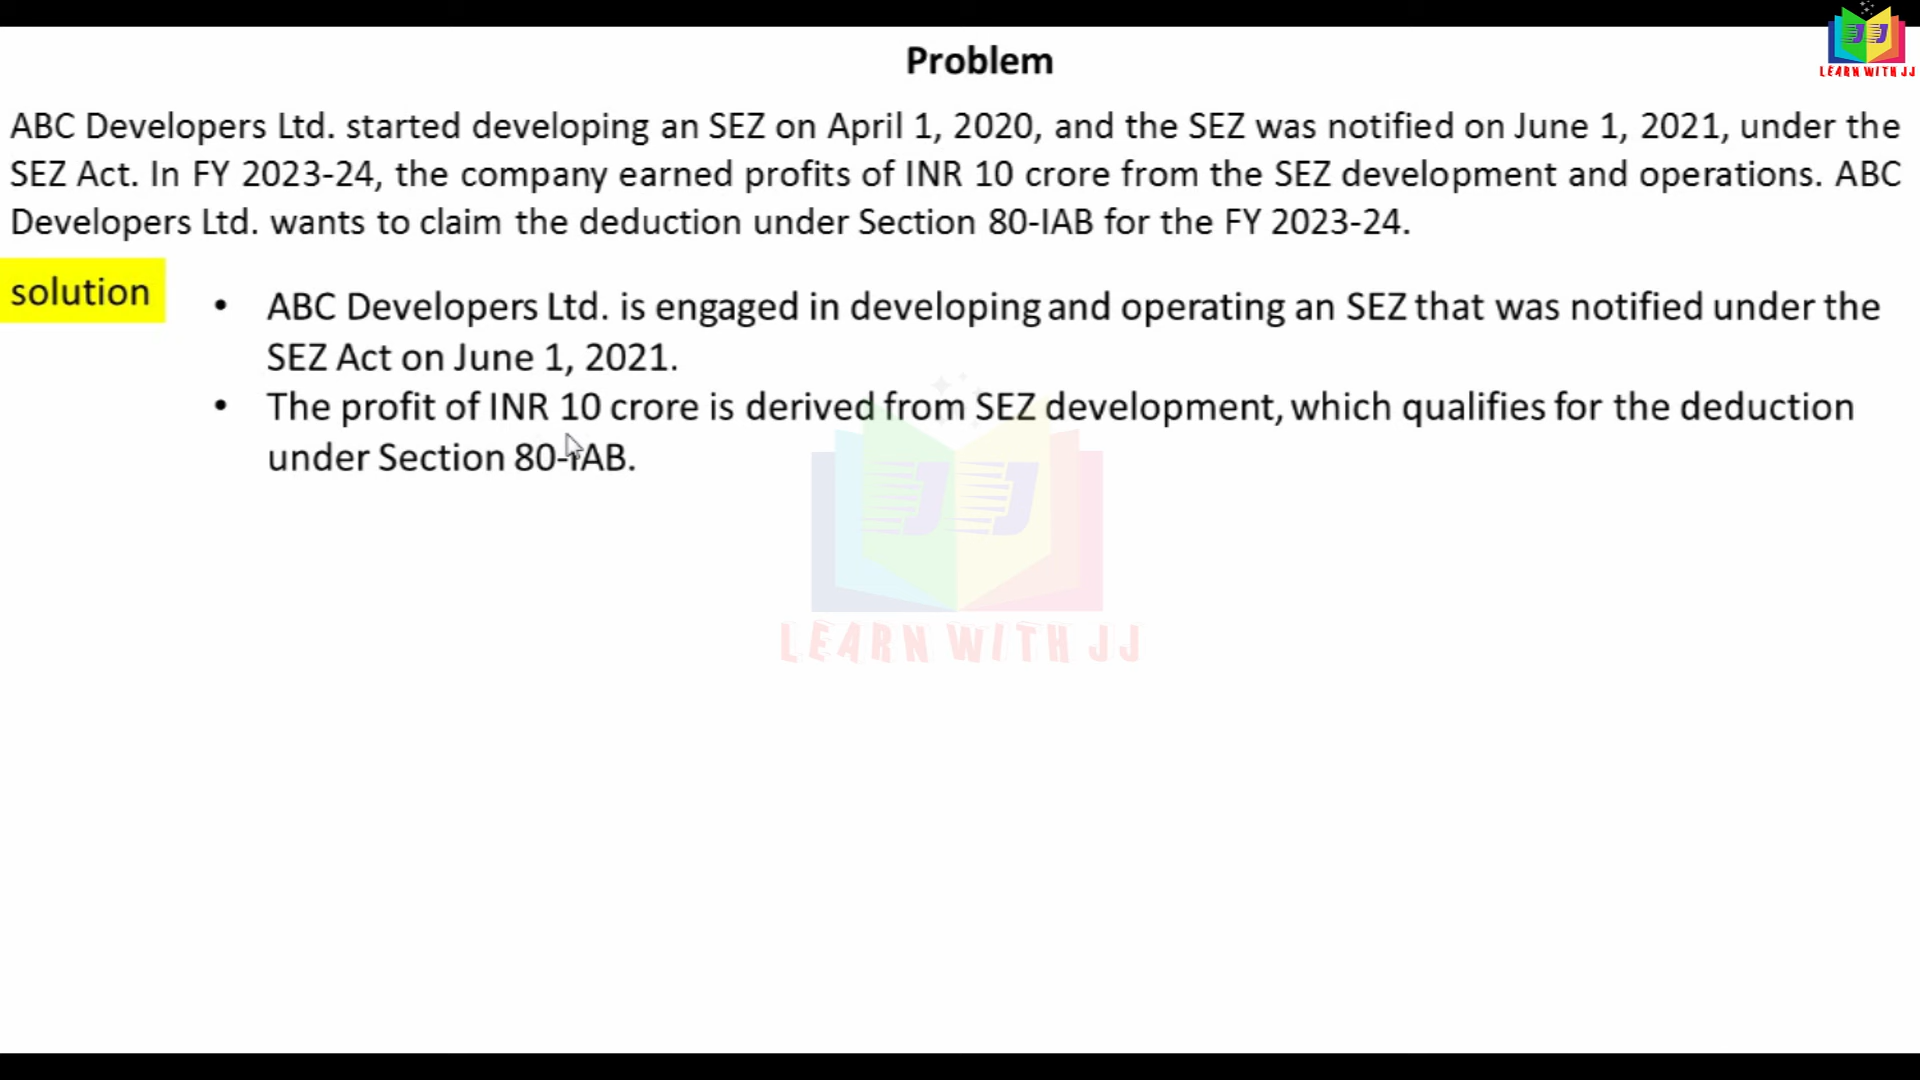 Problem
LEARN WITH JJ
ABC Developers Ltd. started developing an SEZ on April 1, 2020, and the SEZ was notified on June 1, 2021, under the
SEZ Act. In FY 2023-24, the company earned profits of INR 10 crore from the SEZ development and operations. ABC
Developers Ltd. wants to claim the deduction under Section 80-IAB for the FY 2023-24.
solution
• ABC Developers Ltd. is engaged in developing and operating an SEZ that was notified under the
SEZ Act on June 1, 2021.
• The profit of INR 10 crore is derived from SEZ development, which qualifies for the deduction
under Section 80-IAB.
JJ
LEARN WITH JJ